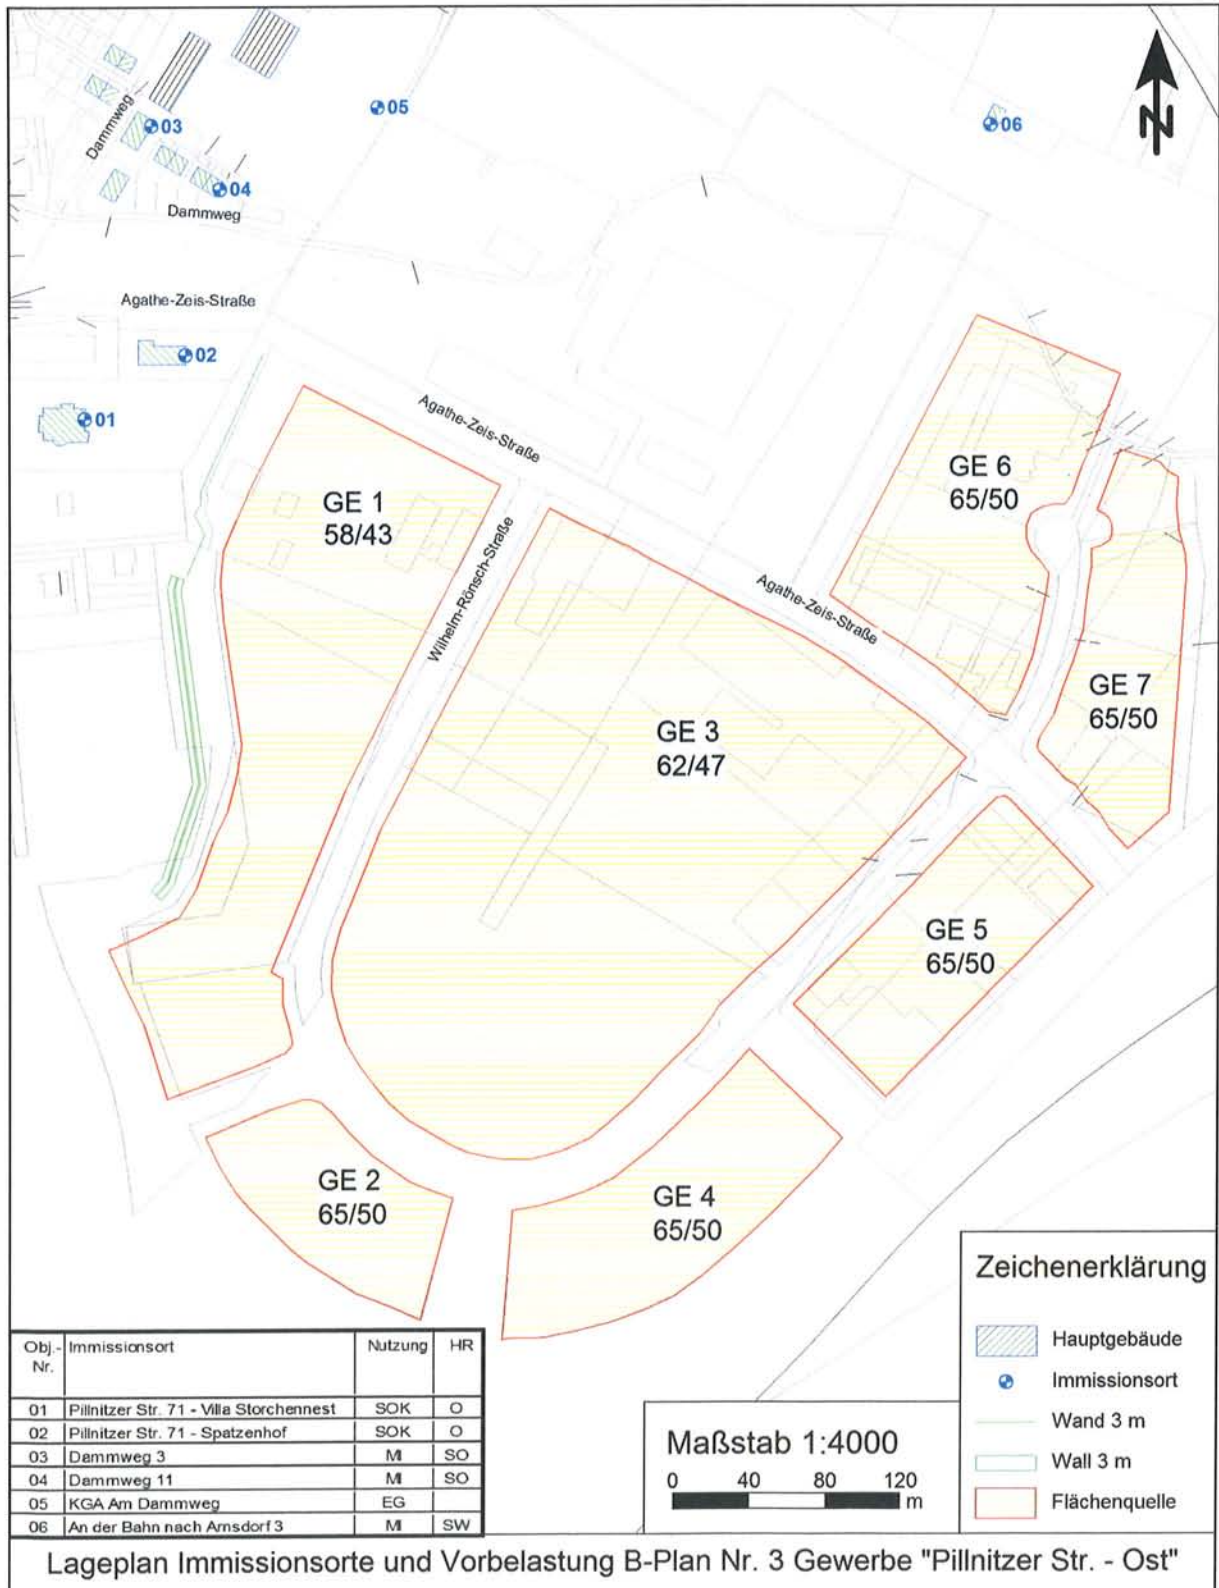 05
06
Dammweg
03
04
Dammweg
N
Agathe-Zeis-Straße
02
01
Agathe-Zeis-Straße
GE 1
58/43
GE 6
65/50
Wilhelm-Rönsch-Straße
Agathe-Zeis-Straße
GE 3
62/47
GE 7
65/50
GE 5
65/50
GE 2
65/50
GE 4
65/50
Obj.- Immissionsort Nutzung HR
Nr.
01 Pillnitzer Str. 71 - Villa Storchennest SOK O
02 Pillnitzer Str. 71 - Spatzenhof SOK O
03 Dammweg 3 MI SO
04 Dammweg 11 MI SO
05 KGA Am Dammweg EG
06 An der Bahn nach Arnsdorf 3 MI SW
Maßstab 1:4000
0 40 80 120
m
Zeichenerklärung
Hauptgebäude
Immissionsort
Wand 3 m
Wall 3 m
Flächenquelle
Lageplan Immissionsorte und Vorbelastung B-Plan Nr. 3 Gewerbe "Pillnitzer Str. - Ost"